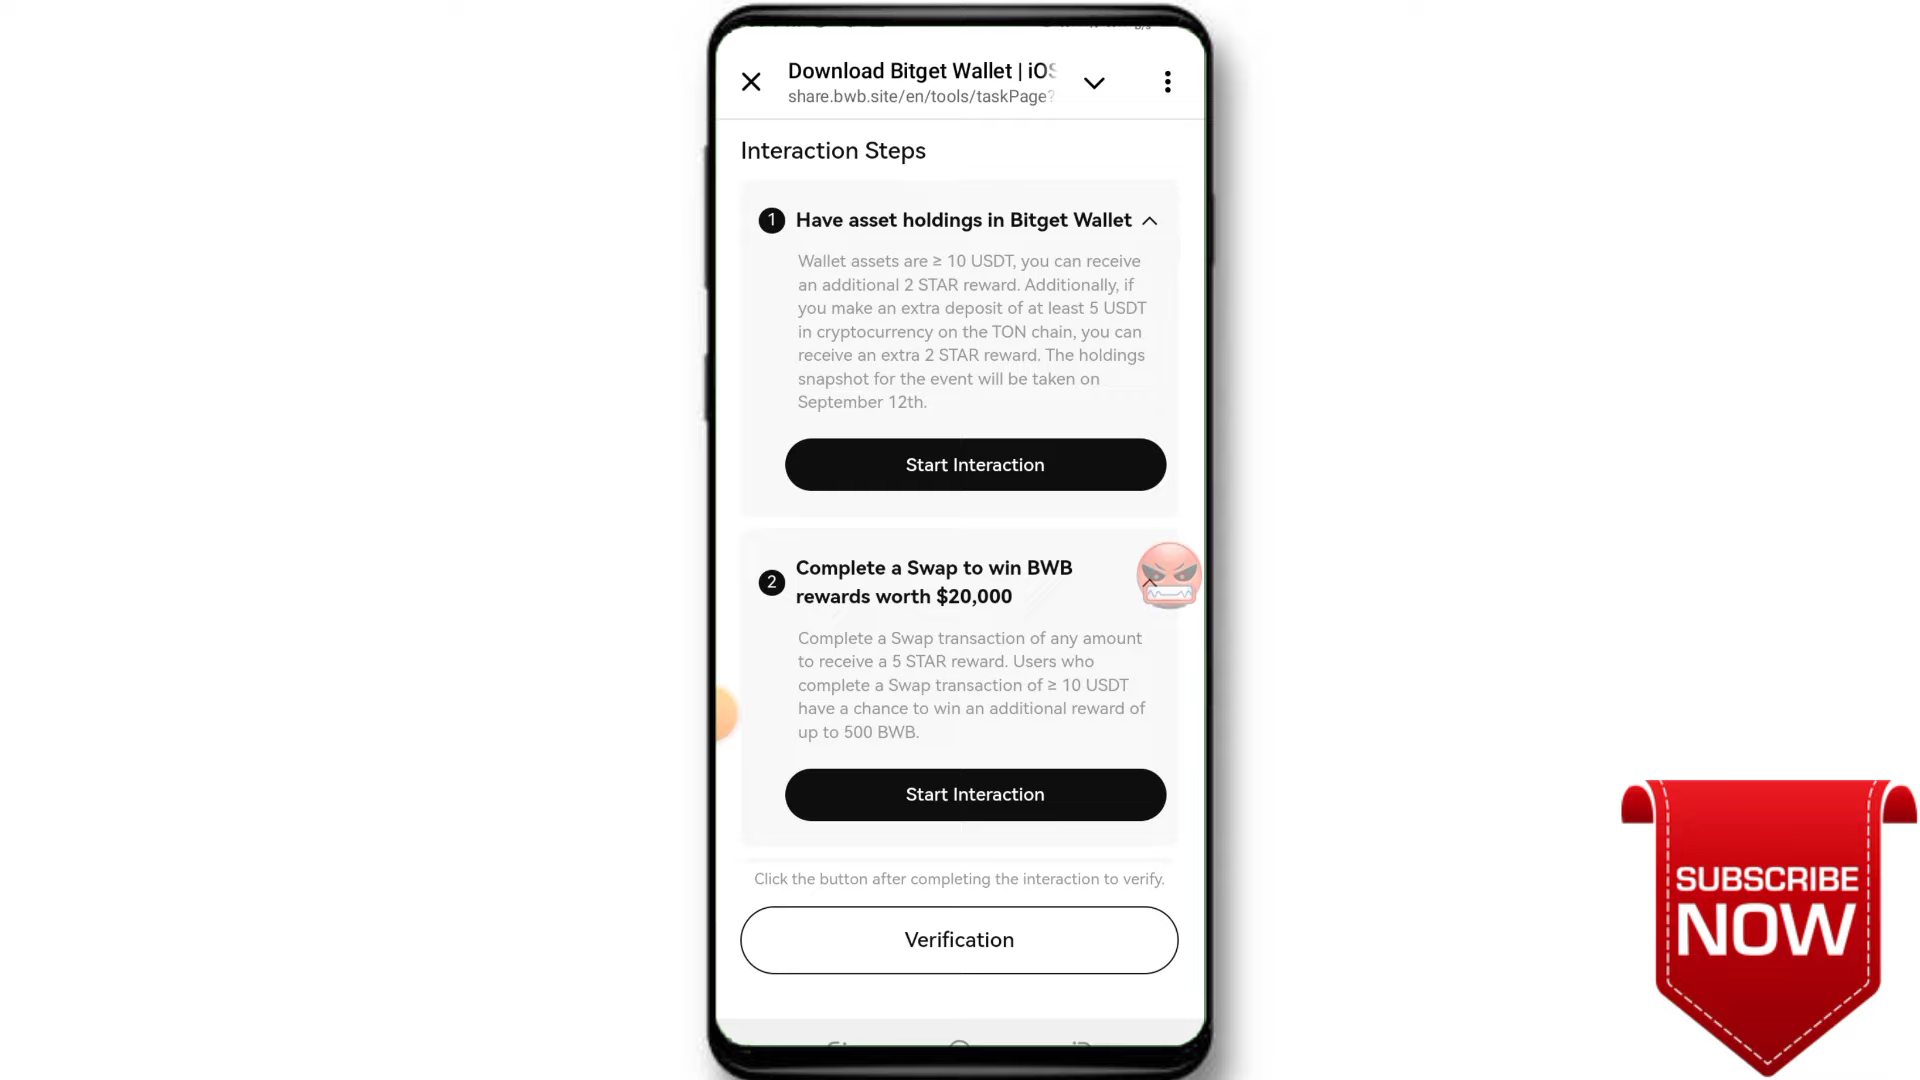 Download Bitget Wallet | iOS
share.bwb.site/en/tools/taskPage?
Interaction Steps
1 Have asset holdings in Bitget Wallet
Wallet assets are ≥ 10 USDT, you can receive
an additional 2 STAR reward. Additionally, if
you make an extra deposit of at least 5 USDT
in cryptocurrency on the TON chain, you can
receive an extra 2 STAR reward. The holdings
snapshot for the event will be taken on
September 12th.
Start Interaction
2 Complete a Swap to win BWB
rewards worth $20,000
Complete a Swap transaction of any amount
to receive a 5 STAR reward. Users who
complete a Swap transaction of ≥ 10 USDT
have a chance to win an additional reward of
up to 500 BWB.
Start Interaction
Click the button after completing the interaction to verify.
Verification
SUBSCRIBE
NOW